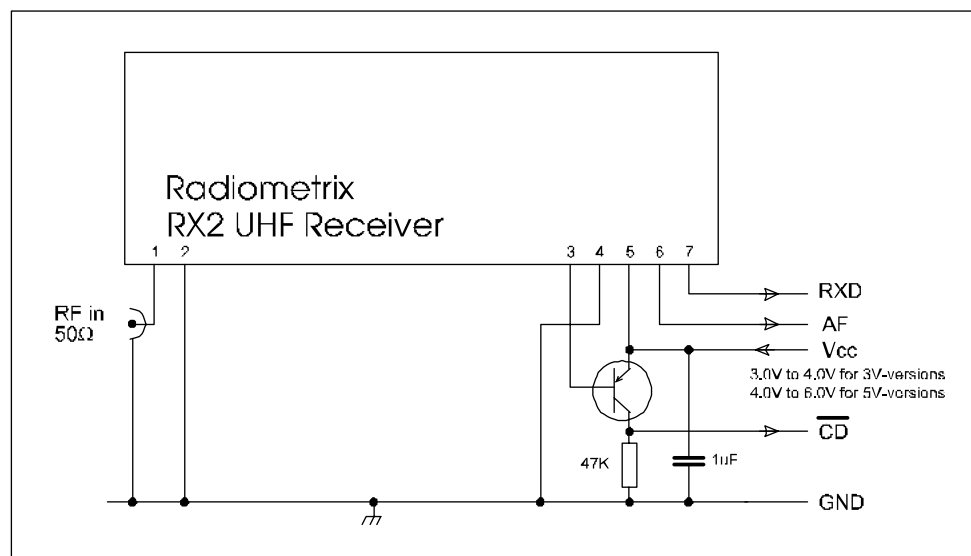 Radiometrix
RX2 UHF Receiver
1 2 3 4 5 6 7
RF in
50Ω
RXD
AF
Vcc
3.0V to 4.0V for 3V-versions
4.0V to 6.0V for 5V-versions
C̅D̅
47K
1uF
GND